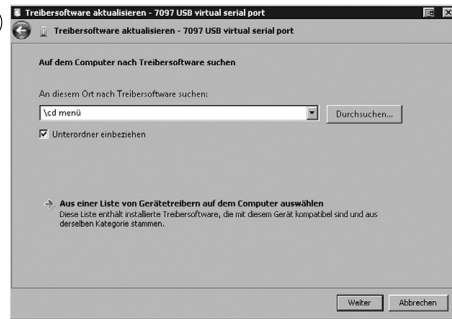 Treibersoftware aktualisieren - 7097 USB virtual serial port
Treibersoftware aktualisieren - 7097 USB virtual serial port
Auf dem Computer nach Treibersoftware suchen
An diesem Ort nach Treibersoftware suchen:
\cd menü
Durchsuchen...
Unterordner einbeziehen
Aus einer Liste von Gerätetreibern auf dem Computer auswählen
Diese Liste enthält installierte Treibersoftware, die mit diesem Gerät kompatibel sind und aus
derselben Kategorie stammen.
Weiter
Abbrechen